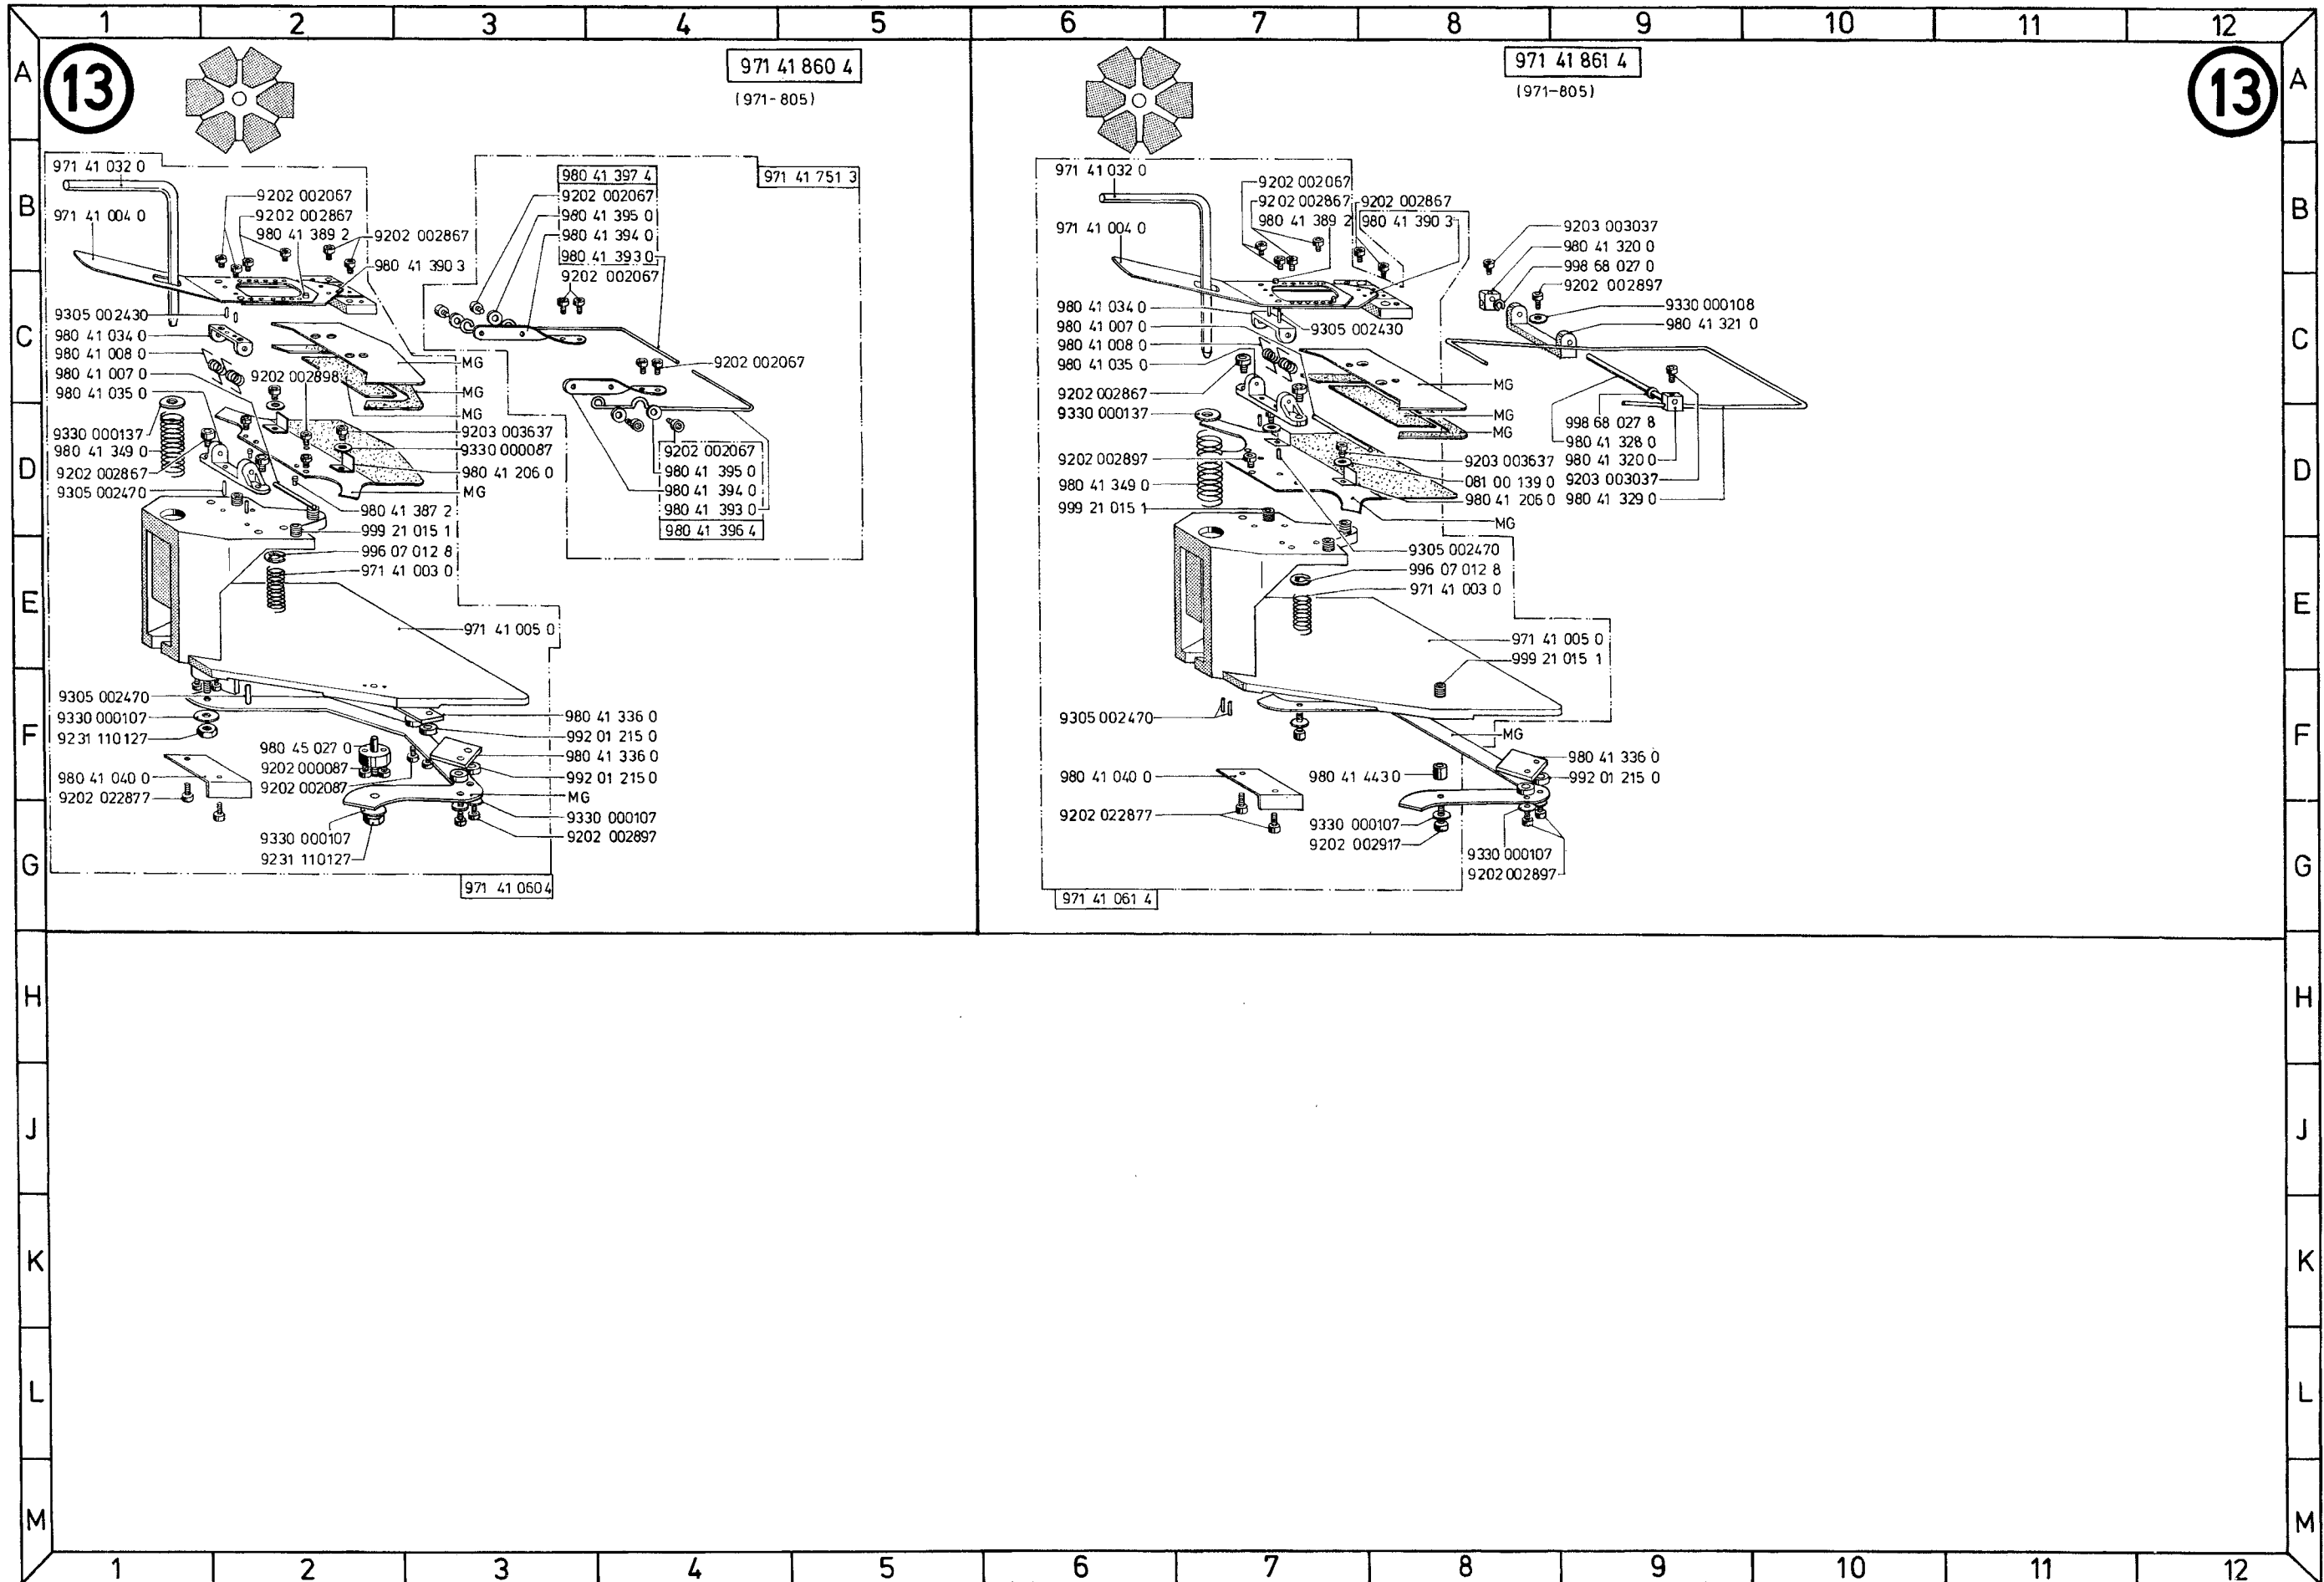 1 2 3 4 5 6 7 8 9 10 11 12
A
B
C
D
E
F
G
H
J
K
L
M
13
971 41 860 4
(971-805)
971 41 032 0
971 41 004 0
9202 002067
9202 002867
980 41 389 2
9202 002867
980 41 390 3
9305 002430
980 41 034 0
980 41 008 0
980 41 007 0
980 41 035 0
9202 002898
MG
MG
MG
9330 000137
980 41 349 0
9202 002867
9305 002470
9203 003637
9330 000087
980 41 206 0
MG
980 41 387 2
999 21 015 1
996 07 012 8
971 41 003 0
971 41 005 0
9305 002470
9330 000107
9231 110127
980 41 040 0
9202 022877
980 45 027 0
9202 000087
9202 002087
980 41 336 0
992 01 215 0
980 41 336 0
992 01 215 0
MG
9330 000107
9202 002897
9330 000107
9231 110127
971 41 060 4
980 41 397 4
9202 002067
980 41 395 0
980 41 394 0
980 41 393 0
9202 002067
971 41 751 3
9202 002067
9202 002067
980 41 395 0
980 41 394 0
980 41 393 0
980 41 396 4
971 41 861 4
(971-805)
13
971 41 032 0
971 41 004 0
9202 002067
9202 002867
980 41 389 2
9202 002867
980 41 390 3
980 41 034 0
980 41 007 0
980 41 008 0
980 41 035 0
9305 002430
9202 002867
9330 000137
MG
MG
MG
9202 002897
980 41 349 0
999 21 015 1
9203 003637
081 00 139 0
980 41 206 0
MG
9305 002470
996 07 012 8
971 41 003 0
971 41 005 0
999 21 015 1
9305 002470
MG
980 41 336 0
992 01 215 0
980 41 040 0
980 41 443 0
9202 022877
9330 000107
9202 002917
9330 000107
9202 002897
971 41 061 4
9203 003037
980 41 320 0
998 68 027 0
9202 002897
9330 000108
980 41 321 0
998 68 027 8
980 41 328 0
980 41 320 0
9203 003037
980 41 329 0
A
B
C
D
E
F
G
H
J
K
L
M
1 2 3 4 5 6 7 8 9 10 11 12